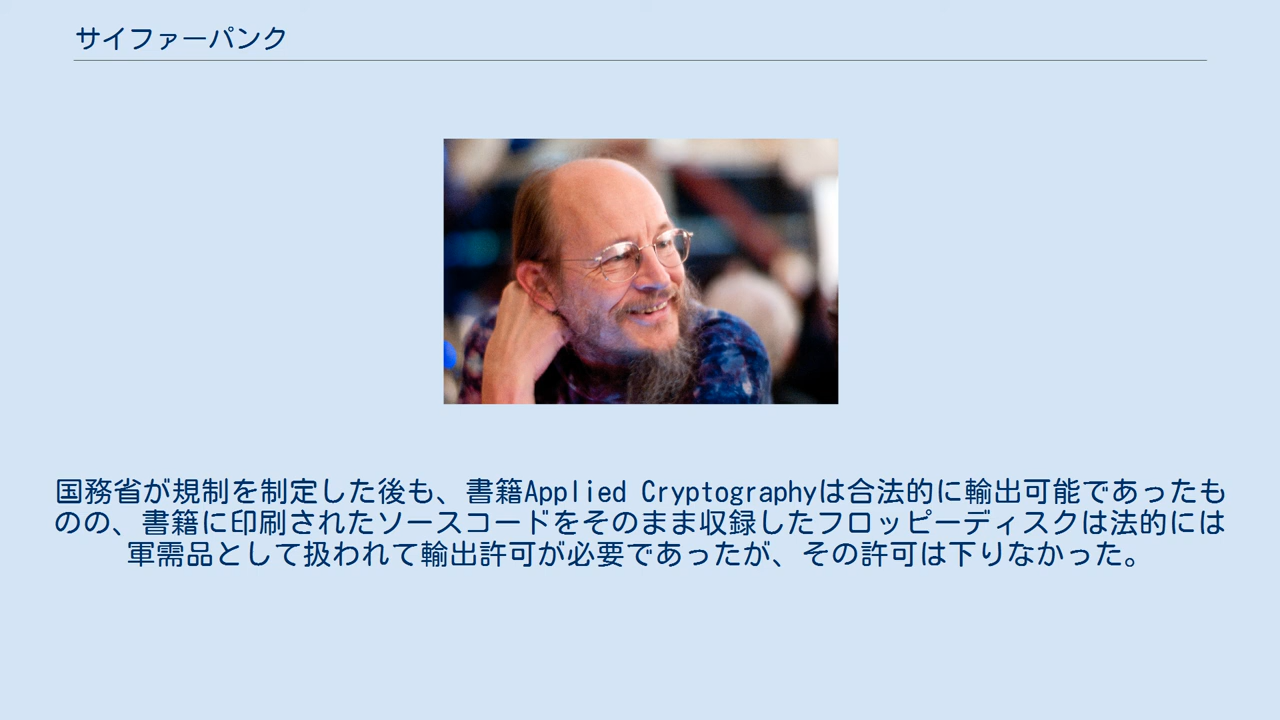 サイファーパンク
国務省が規制を制定した後も、書籍Applied Cryptographyは合法的に輸出可能であったも
のの、書籍に印刷されたソースコードをそのまま収録したフロッピーディスクは法的には
軍需品として扱われて輸出許可が必要であったが、その許可は下りなかった。